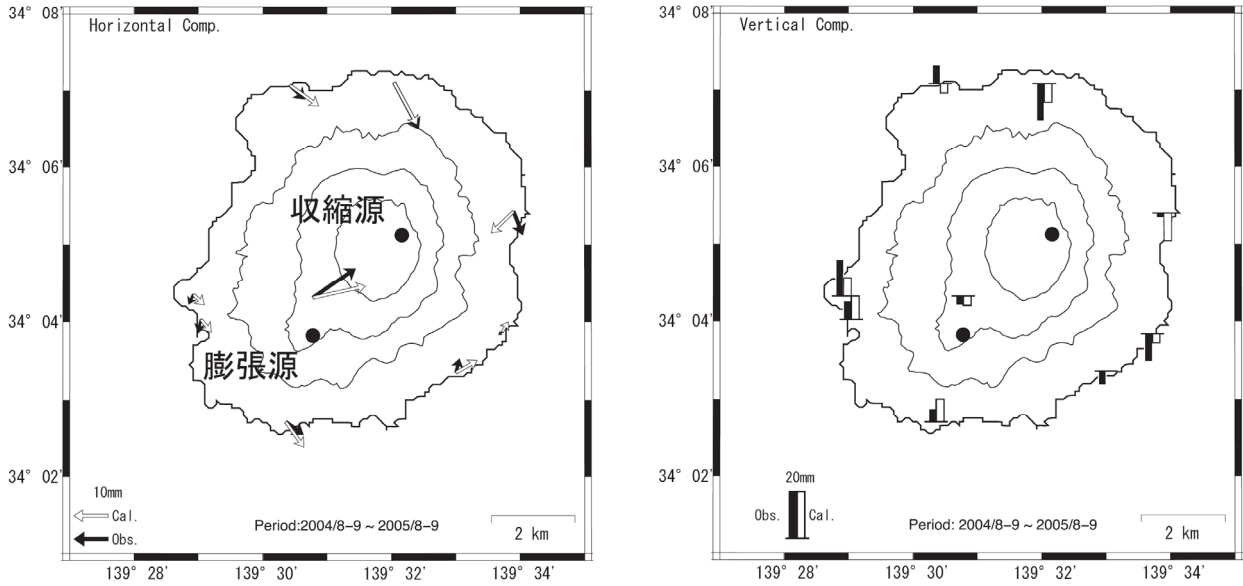 Horizontal Comp.
34° 08'
34° 06'
34° 04'
34° 02'
収縮源
膨張源
10mm
Cal.
Obs.
Period:2004/8−9 ~ 2005/8−9
2 km
139° 28'
139° 30'
139° 32'
139° 34'
Vertical Comp.
34° 08'
34° 06'
34° 04'
34° 02'
20mm
Obs.
Cal.
Period: 2004/8−9 ~ 2005/8−9
2 km
139° 28'
139° 30'
139° 32'
139° 34'